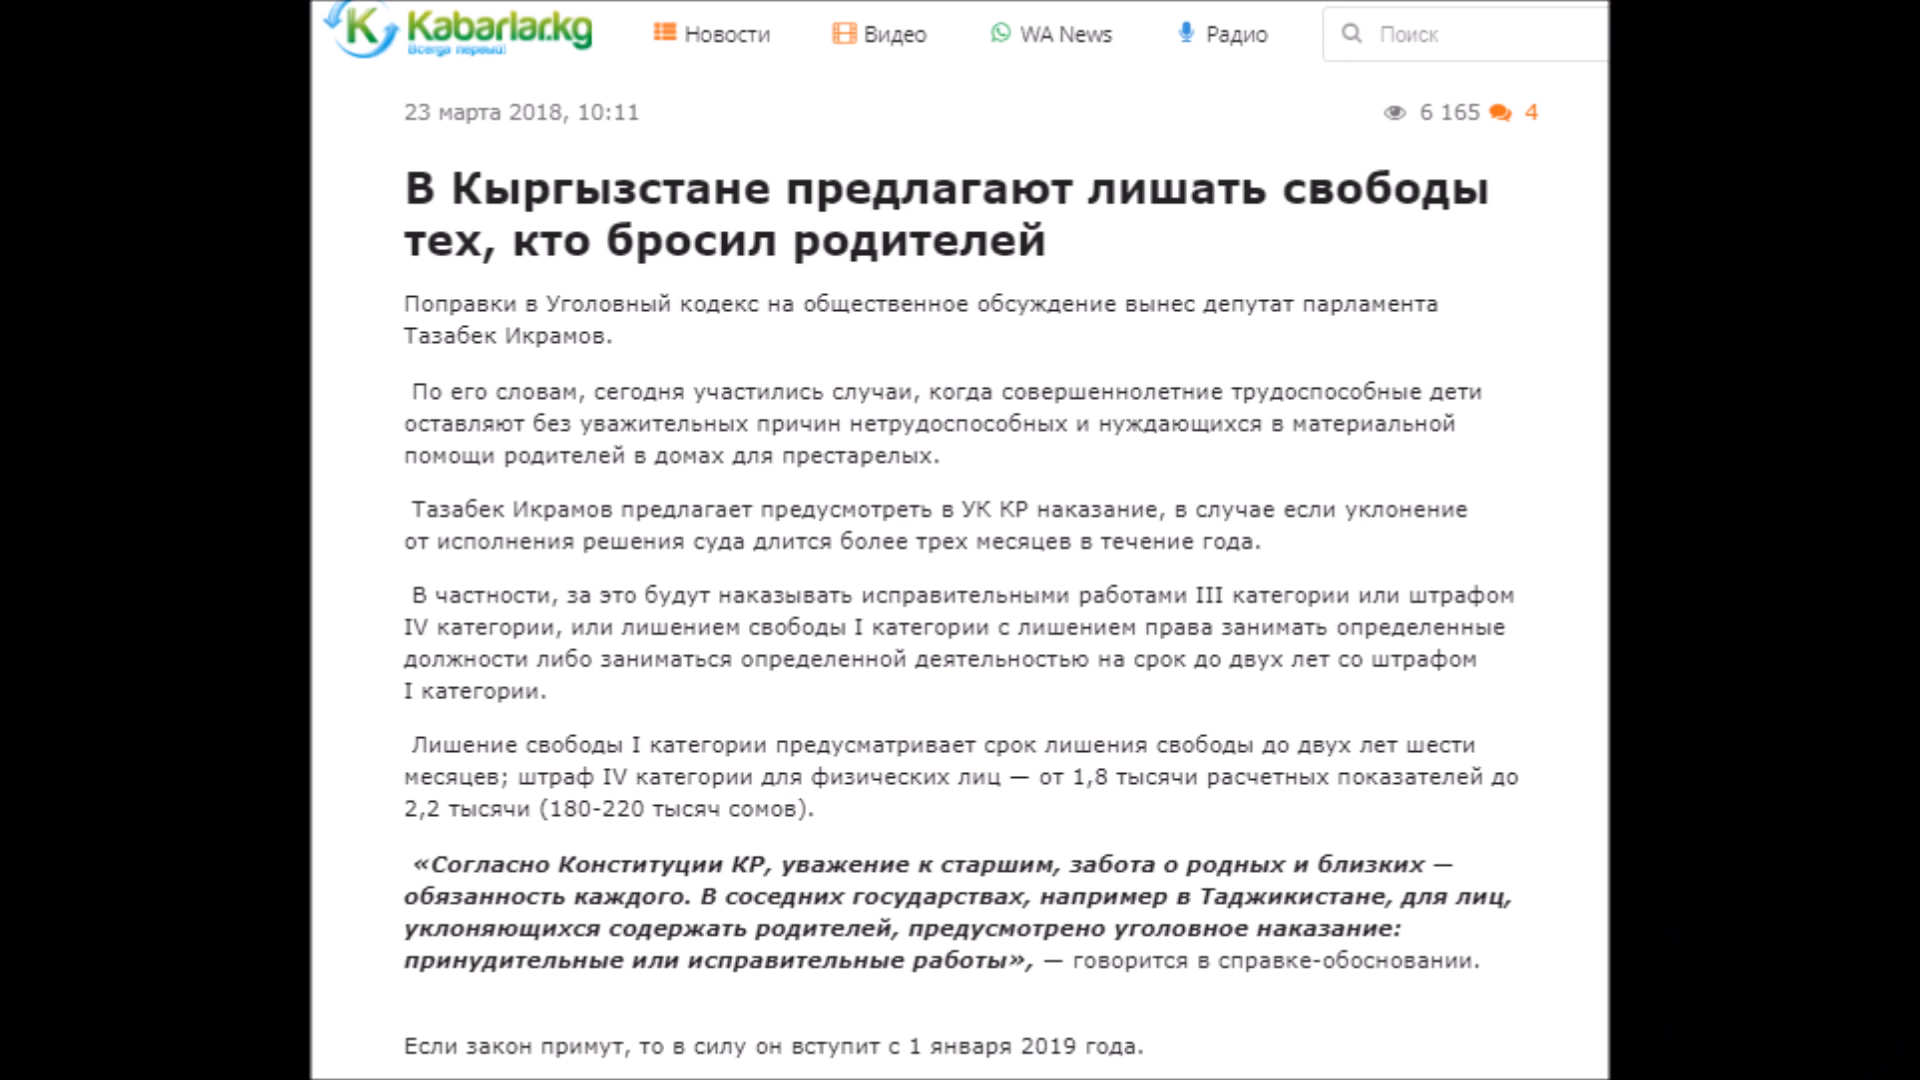 Kabarlar.kg
Всегда первый!
Новости
Видео
WA News
Радио
Поиск
23 марта 2018, 10:11
6 165
4
В Кыргызстане предлагают лишать свободы
тех, кто бросил родителей
Поправки в Уголовный кодекс на общественное обсуждение вынес депутат парламента
Тазабек Икрамов.
По его словам, сегодня участились случаи, когда совершеннолетние трудоспособные дети
оставляют без уважительных причин нетрудоспособных и нуждающихся в материальной
помощи родителей в домах для престарелых.
Тазабек Икрамов предлагает предусмотреть в УК КР наказание, в случае если уклонение
от исполнения решения суда длится более трех месяцев в течение года.
В частности, за это будут наказывать исправительными работами III категории или штрафом
IV категории, или лишением свободы I категории с лишением права занимать определенные
должности либо заниматься определенной деятельностью на срок до двух лет со штрафом
I категории.
Лишение свободы I категории предусматривает срок лишения свободы до двух лет шести
месяцев; штраф IV категории для физических лиц — от 1,8 тысячи расчетных показателей до
2,2 тысячи (180-220 тысяч сомов).
«Согласно Конституции КР, уважение к старшим, забота о родных и близких —
обязанность каждого. В соседних государствах, например в Таджикистане, для лиц,
уклоняющихся содержать родителей, предусмотрено уголовное наказание:
принудительные или исправительные работы», — говорится в справке-обосновании.
Если закон примут, то в силу он вступит с 1 января 2019 года.